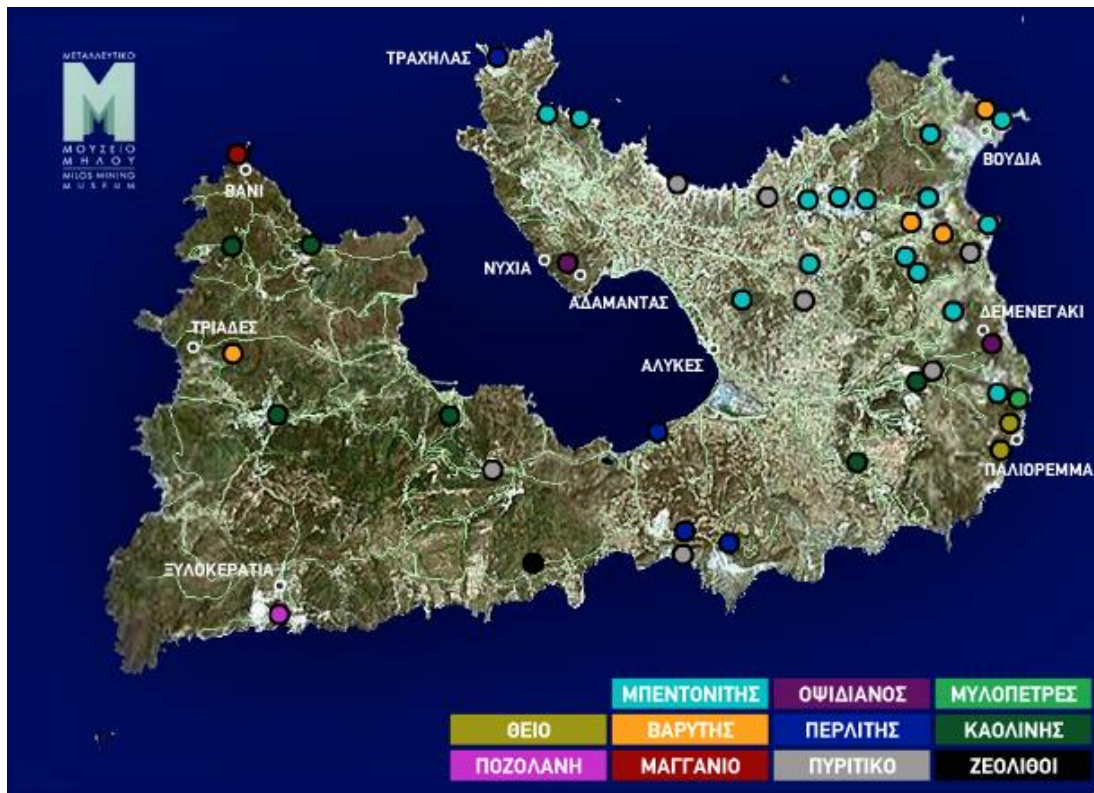 ΜΕΤΑΛΛΕΥΤΙΚΟ
M
ΜΟΥΣΕΙΟ
ΜΗΛΟΥ
MILOS MINING
MUSEUM
ΤΡΑΧΗΛΑΣ
ΒΟΥΔΙΑ
ΒΑΝΙ
ΝΥΧΙΑ
ΑΔΑΜΑΝΤΑΣ
ΔΕΜΕΝΕΓΑΚΙ
ΤΡΙΑΔΕΣ
ΑΛΥΚΕΣ
ΠΑΛΙΟΡΕΜΜΑ
ΞΥΛΟΚΕΡΑΤΙΑ
ΜΠΕΝΤΟΝΙΤΗΣ ΟΨΙΔΙΑΝΟΣ ΜΥΛΟΠΕΤΡΕΣ
ΘΕΙΟ ΒΑΡΥΤΗΣ ΠΕΡΛΙΤΗΣ ΚΑΟΛΙΝΗΣ
ΠΟΖΟΛΑΝΗ ΜΑΓΓΑΝΙΟ ΠΥΡΙΤΙΚΟ ΖΕΟΛΙΘΟΙ